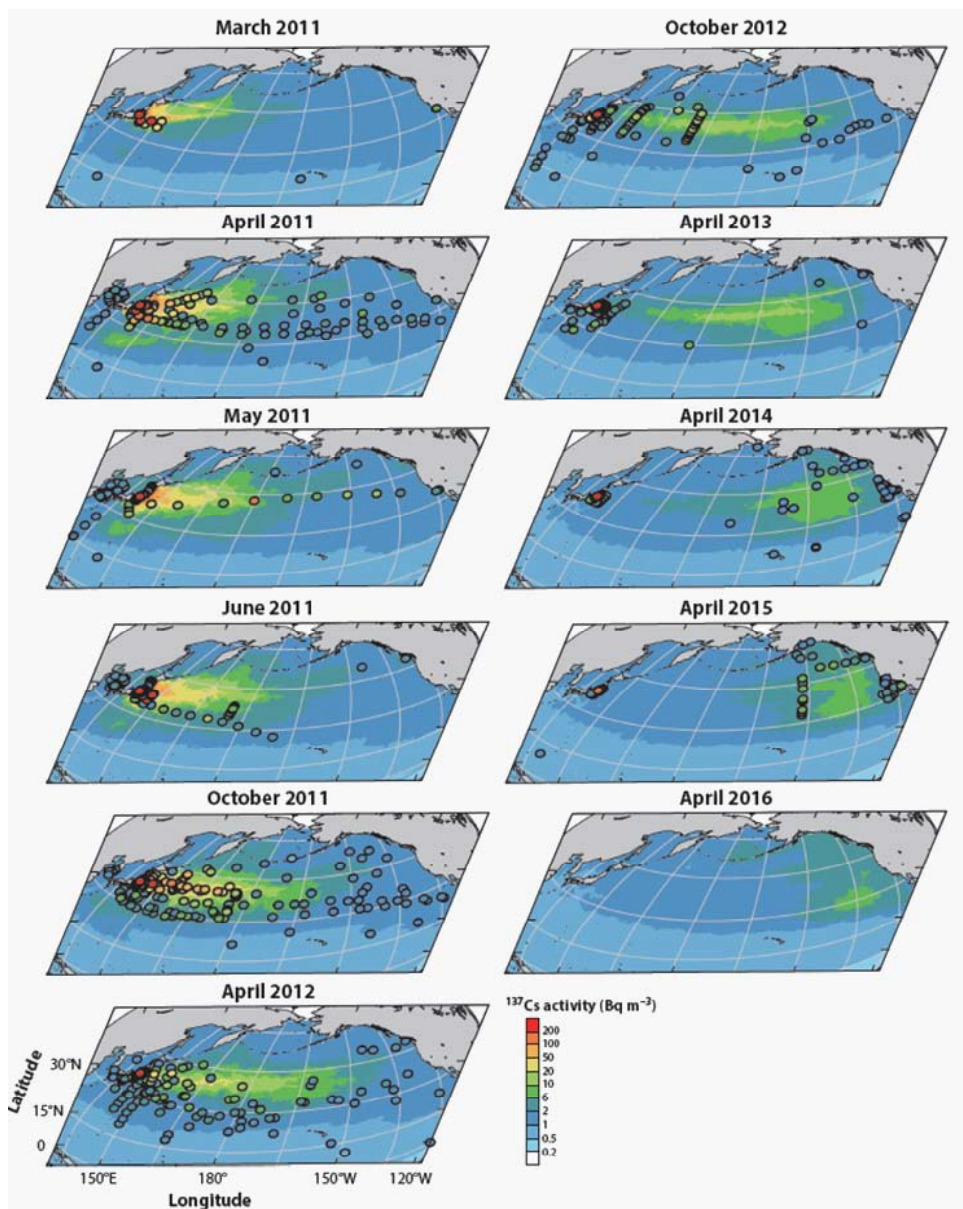 March 2011
October 2012
April 2011
April 2013
May 2011
April 2014
June 2011
April 2015
October 2011
April 2016
April 2012
¹³⁷Cs activity (Bq m⁻³)
200
100
50
20
10
6
2
1
0.5
0.2
Latitude
30°N
15°N
0
150°E
180°
150°W
120°W
Longitude